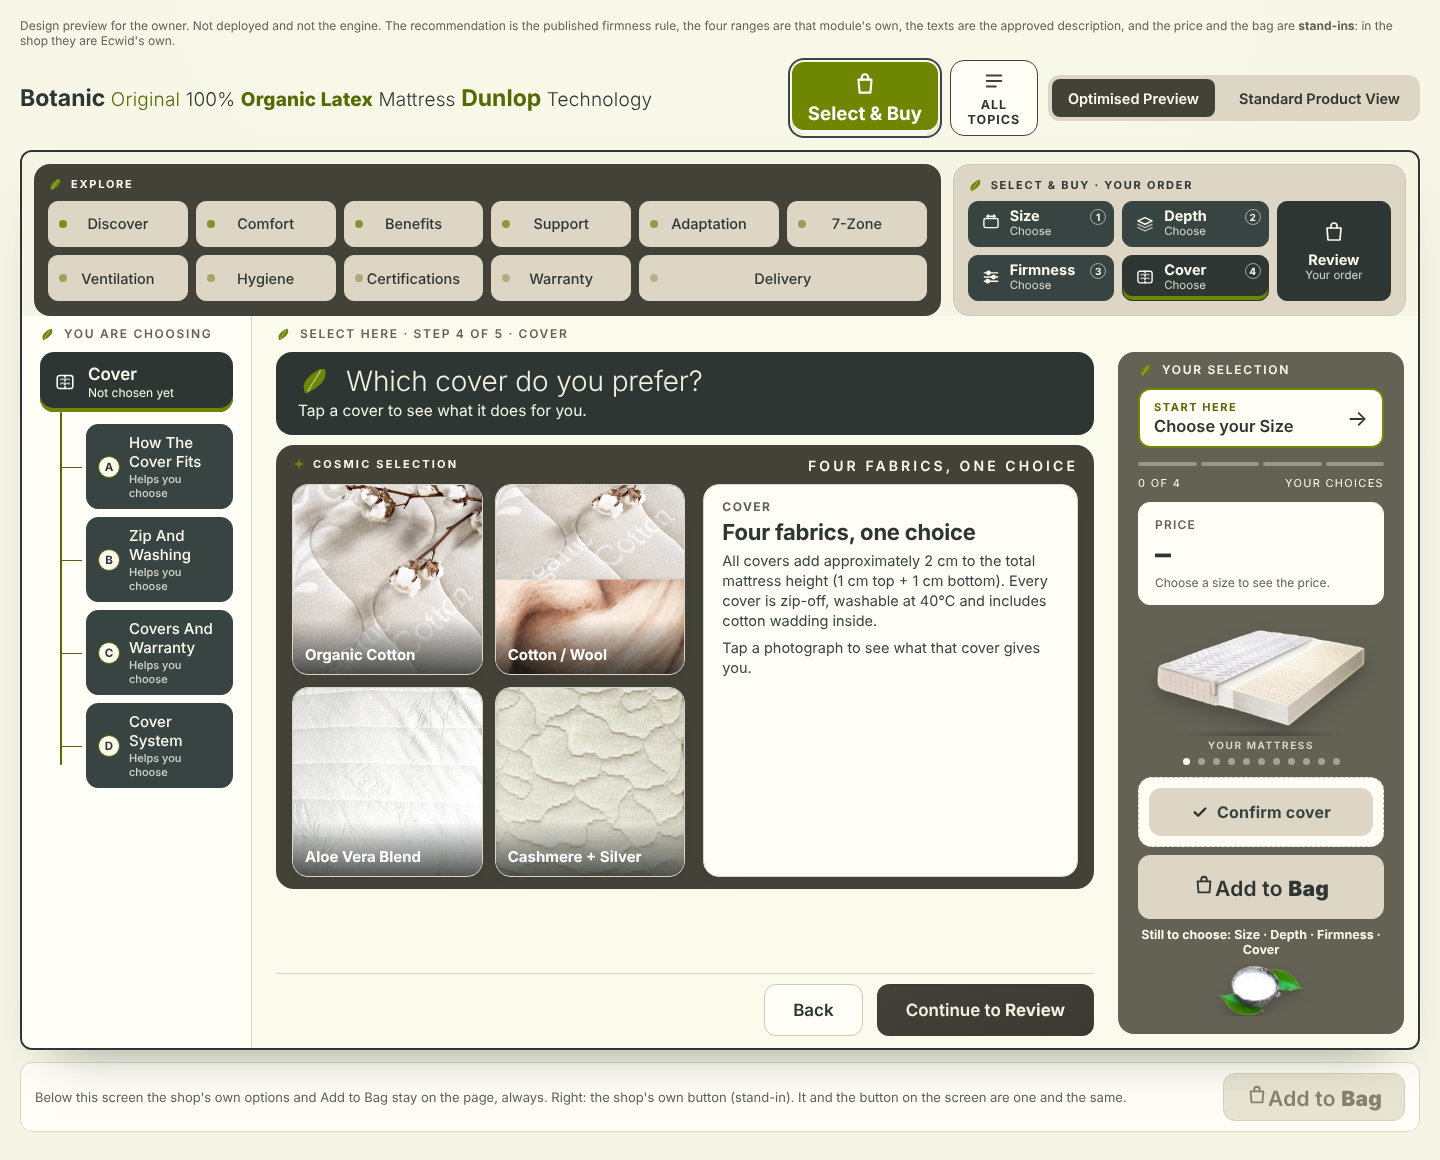 Design preview for the owner. Not deployed and not the engine. The recommendation is the published firmness rule, the four ranges are that module's own, the texts are the approved description, and the price and the bag are stand-ins: in the
shop they are Ecwid's own.
Botanic Original 100% Organic Latex Mattress Dunlop Technology
Select & Buy
ALL
TOPICS
Optimised Preview
Standard Product View
EXPLORE
Discover
Comfort
Benefits
Support
Adaptation
7-Zone
Ventilation
Hygiene
Certifications
Warranty
Delivery
SELECT & BUY · YOUR ORDER
Size
Choose
1
Depth
Choose
2
Firmness
Choose
3
Cover
Choose
4
Review
Your order
YOU ARE CHOOSING
Cover
Not chosen yet
A
How The
Cover Fits
Helps you
choose
B
Zip And
Washing
Helps you
choose
C
Covers And
Warranty
Helps you
choose
D
Cover
System
Helps you
choose
SELECT HERE · STEP 4 OF 5 · COVER
Which cover do you prefer?
Tap a cover to see what it does for you.
COSMIC SELECTION
FOUR FABRICS, ONE CHOICE
Organic Cotton
Cotton / Wool
Aloe Vera Blend
Cashmere + Silver
COVER
Four fabrics, one choice
All covers add approximately 2 cm to the total
mattress height (1 cm top + 1 cm bottom). Every
cover is zip-off, washable at 40°C and includes
cotton wadding inside.
Tap a photograph to see what that cover gives
you.
Back
Continue to Review
YOUR SELECTION
START HERE
Choose your Size
0 OF 4
YOUR CHOICES
PRICE
–
Choose a size to see the price.
YOUR MATTRESS
Confirm cover
Add to Bag
Still to choose: Size · Depth · Firmness ·
Cover
Below this screen the shop's own options and Add to Bag stay on the page, always. Right: the shop's own button (stand-in). It and the button on the screen are one and the same.
Add to Bag